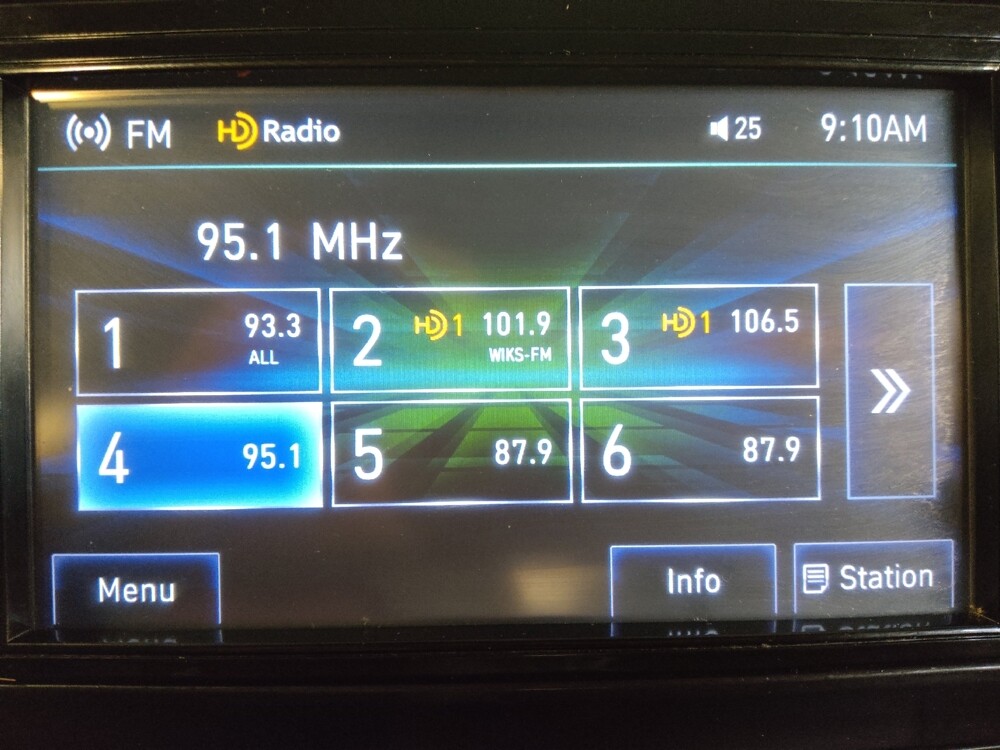 FM HD Radio 25 9:10AM
95.1 MHz
1 93.3
ALL
2 HD1 101.9
WIKS-FM
3 HD1 106.5
4 95.1
5 87.9
6 87.9
Menu Info Station